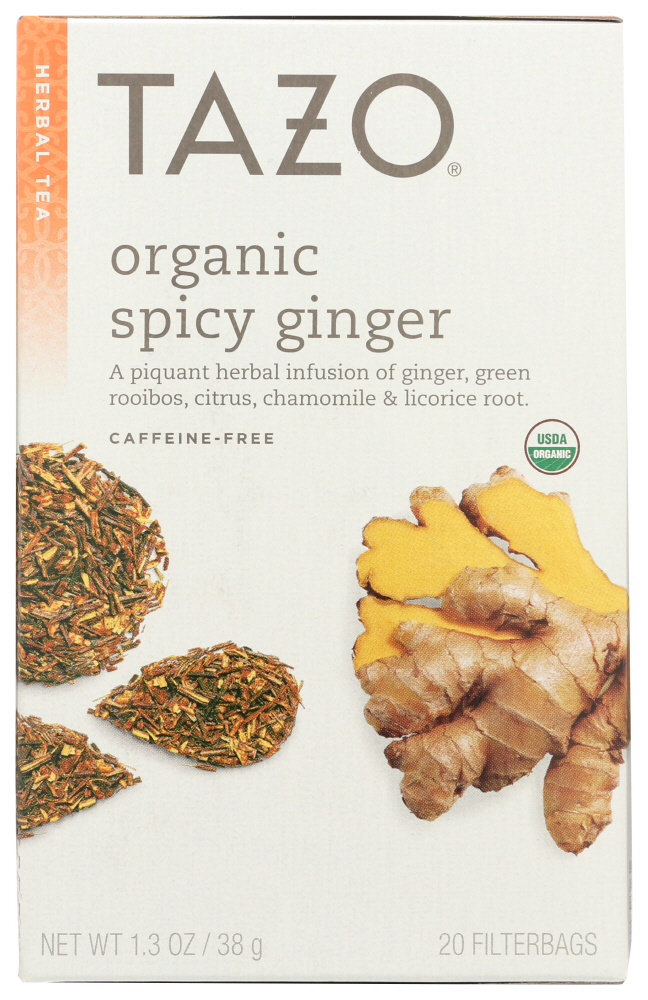 HERBAL TEA
TAZO®
organic
spicy ginger
A piquant herbal infusion of ginger, green
rooibos, citrus, chamomile & licorice root.
CAFFEINE-FREE
USDA
ORGANIC
NET WT 1.3 OZ / 38 g
20 FILTERBAGS